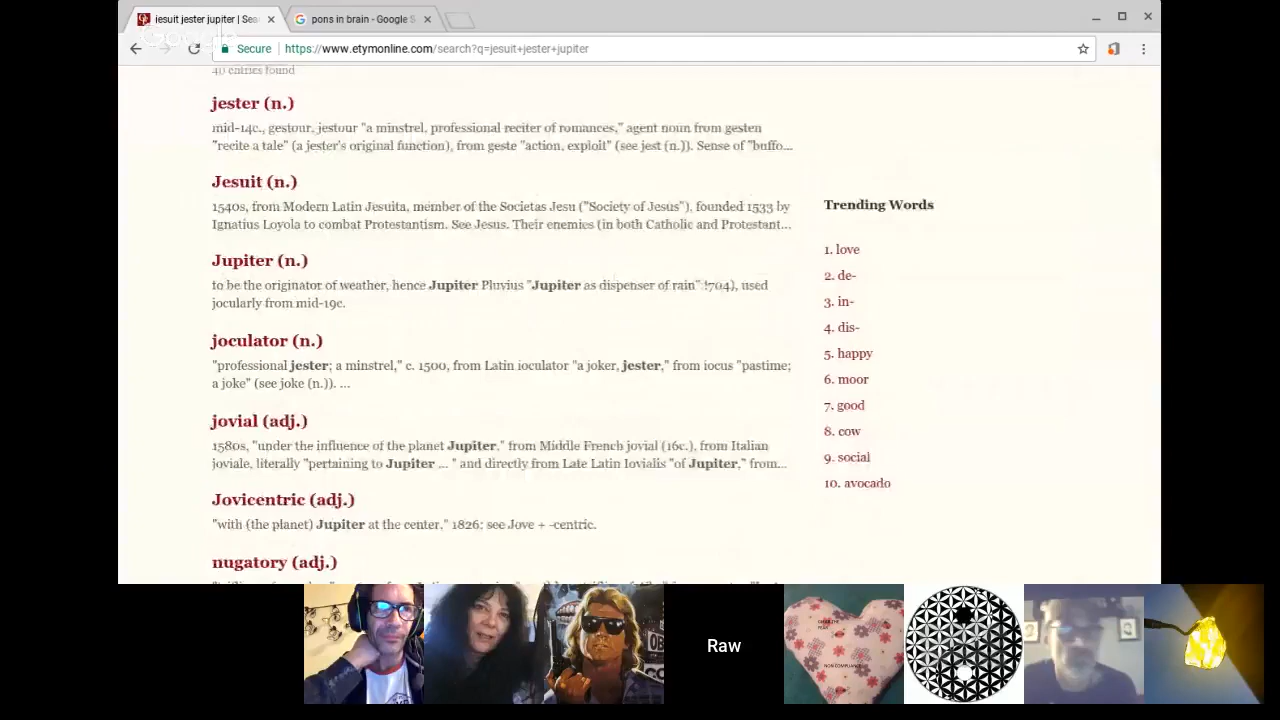 iesuit jester jupiter | Sea
pons in brain - Google S
Google
Secure
https://www.etymonline.com/search?q=jesuit+jester+jupiter
40 entries found
jester (n.)
mid-14c., gestour, jestour "a minstrel, professional reciter of romances," agent noun from gesten
"recite a tale" (a jester's original function), from geste "action, exploit" (see jest (n.)). Sense of "buffo...
Jesuit (n.)
1540s, from Modern Latin Jesuita, member of the Societas Jesu ("Society of Jesus"), founded 1533 by
Ignatius Loyola to combat Protestantism. See Jesus. Their enemies (in both Catholic and Protestant...
Jupiter (n.)
to be the originator of weather, hence Jupiter Pluvius "Jupiter as dispenser of rain" 1704), used
jocularly from mid-19c.
joculator (n.)
"professional jester; a minstrel," c. 1500, from Latin ioculator "a joker, jester," from iocus "pastime;
a joke" (see joke (n.)). ...
jovial (adj.)
1580s, "under the influence of the planet Jupiter," from Middle French jovial (16c.), from Italian
joviale, literally "pertaining to Jupiter ... " and directly from Late Latin Iovialis "of Jupiter," from...
Jovicentric (adj.)
"with (the planet) Jupiter at the center," 1826; see Jove + -centric.
nugatory (adj.)
Trending Words
1. love
2. de-
3. in-
4. dis-
5. happy
6. moor
7. good
8. cow
9. social
10. avocado
Raw
NON COMPLIANCE